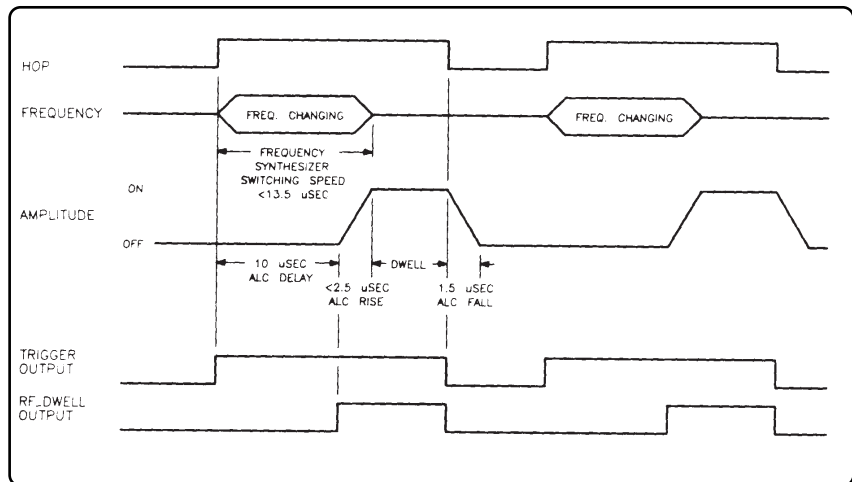 HOP
FREQUENCY
FREQ. CHANGING
FREQ. CHANGING
FREQUENCY
SYNTHESIZER
SWITCHING SPEED
<13.5 uSEC
AMPLITUDE
ON
OFF
10 uSEC
ALC DELAY
<2.5 uSEC
ALC RISE
DWELL
1.5 uSEC
ALC FALL
TRIGGER
OUTPUT
RF_DWELL
OUTPUT